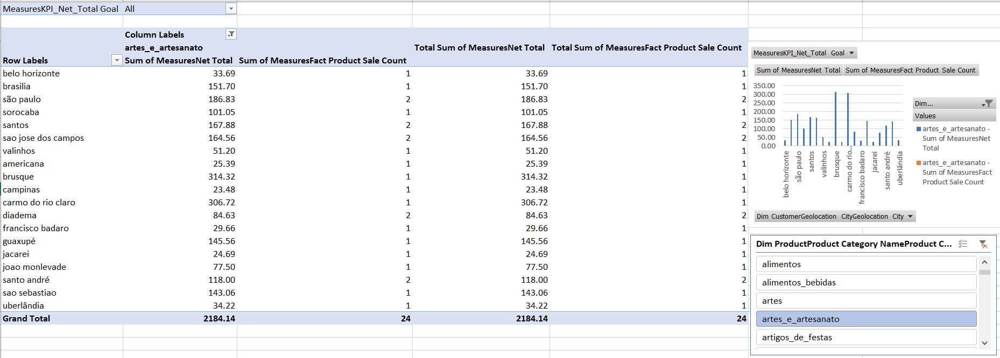 MeasuresKPI_Net_Total Goal All
Column Labels
artes_e_artesanato Total Sum of MeasuresNet Total Total Sum of MeasuresFact Product Sale Count
Row Labels Sum of MeasuresNet Total Sum of MeasuresFact Product Sale Count
belo horizonte 33.69 1 33.69 1
brasilia 151.70 1 151.70 1
são paulo 186.83 2 186.83 2
sorocaba 101.05 1 101.05 1
santos 167.88 2 167.88 2
sao jose dos campos 164.56 2 164.56 2
valinhos 51.20 1 51.20 1
americana 25.39 1 25.39 1
brusque 314.32 1 314.32 1
campinas 23.48 1 23.48 1
carmo do rio claro 306.72 1 306.72 1
diadema 84.63 2 84.63 2
francisco badaro 29.66 1 29.66 1
guaxupé 145.56 1 145.56 1
jacarei 24.69 1 24.69 1
joao monlevade 77.50 1 77.50 1
santo andré 118.00 2 118.00 2
sao sebastiao 143.06 1 143.06 1
uberlândia 34.22 1 34.22 1
Grand Total 2184.14 24 2184.14 24
MeasuresKPI_Net_Total Goal
Sum of MeasuresNet Total Sum of MeasuresFact Product Sale Count
350.00
300.00
250.00
200.00
150.00
100.00
50.00
0.00
belo horizonte
são paulo
santos
valinhos
brusque
carmo do rio...
francisco badaro
jacarei
santo andré
uberlândia
Dim...
Values
artes_e_artesanato -
Sum of MeasuresNet
Total
artes_e_artesanato -
Sum of MeasuresFact
Product Sale Count
Dim CustomerGeolocation CityGeolocation City
Dim ProductProduct Category NameProduct C...
alimentos
alimentos_bebidas
artes
artes_e_artesanato
artigos_de_festas